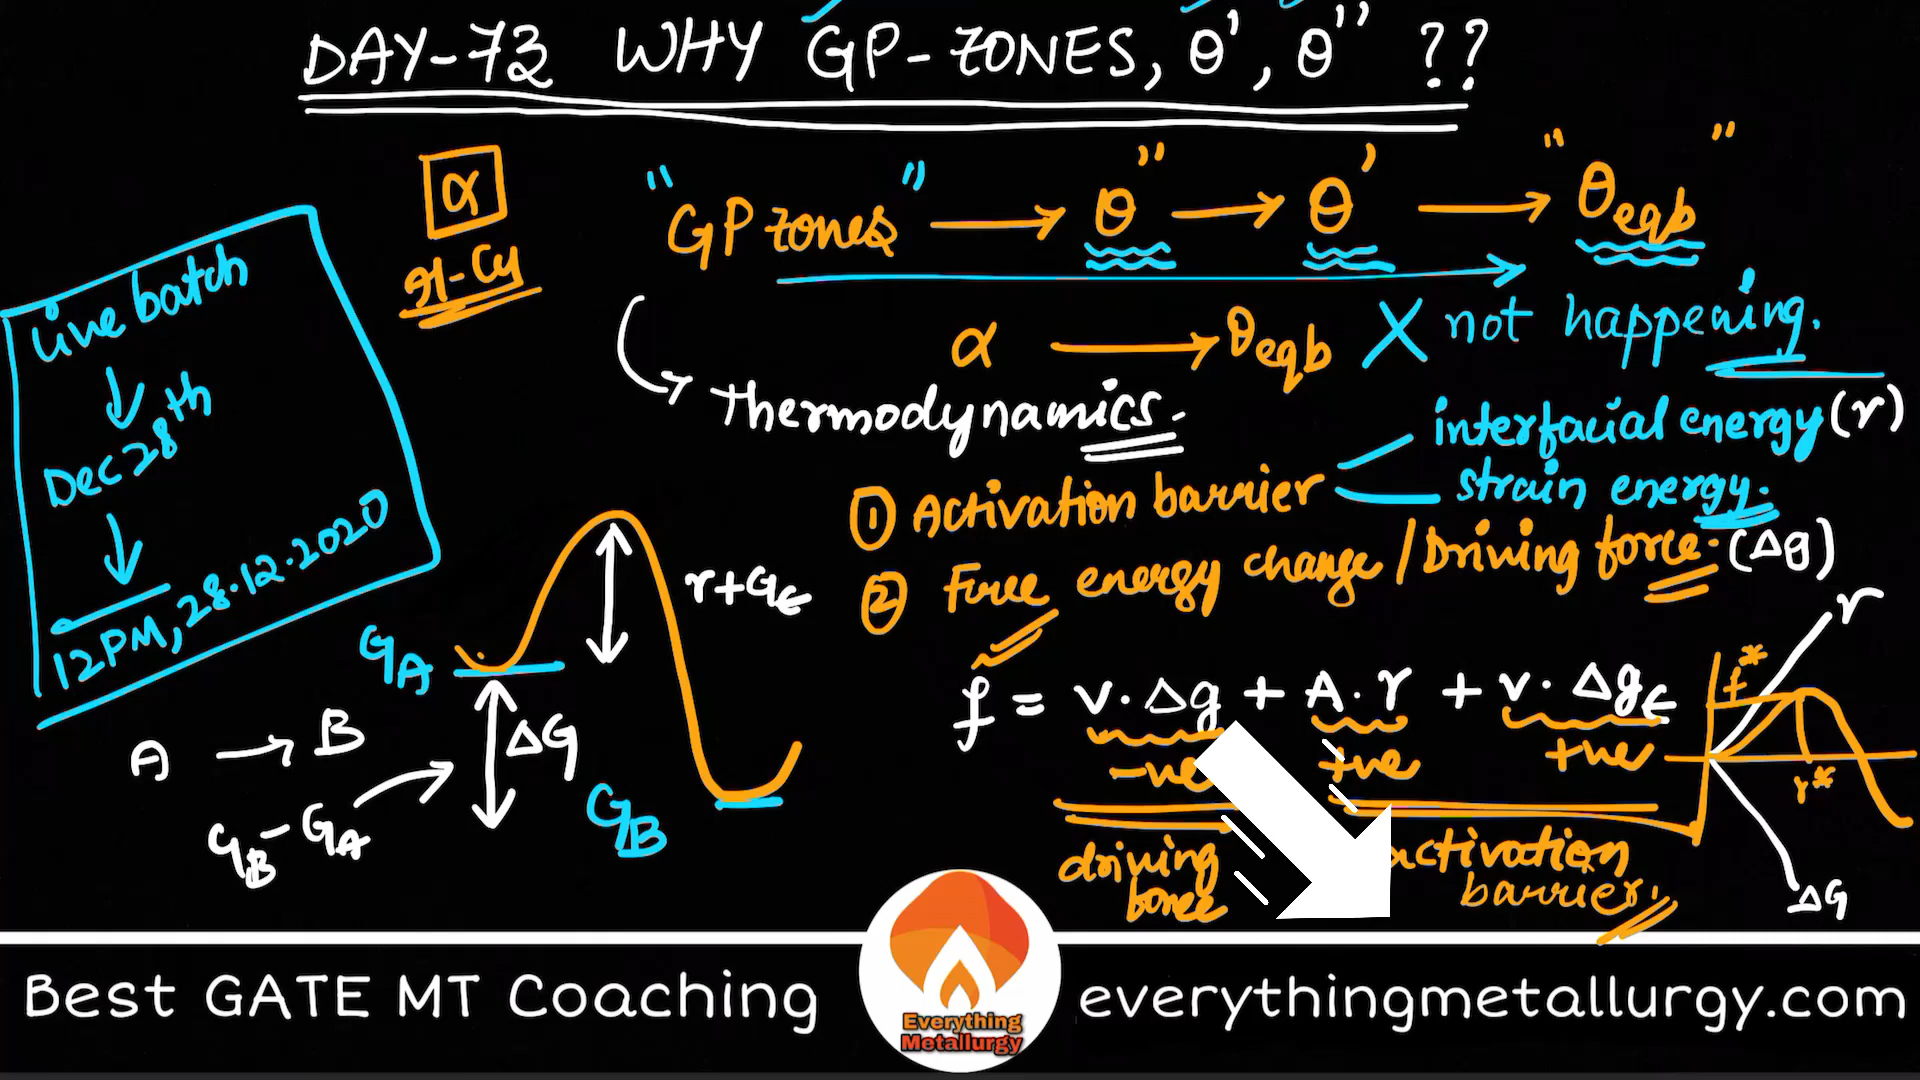 DAY-72 WHY GP-ZONES, θ', θ'' ??
α
Al-Cu
"GP zones" → θ'' → θ' → "θeqb"
α → θeqb X not happening.
Thermodynamics.
① Activation barrier
interfacial energy (r)
strain energy.
② Free energy change / Driving force. (Δg)
Live batch
↓
Dec 28th
↓
12PM, 28.12.2020
GA
r+Gε
ΔG
GB
A → B
GB - GA
f = v.Δg + A.r + v.Δgε
-ve +ve +ve
driving force
activation barrier.
f*
r*
r
ΔG
Best GATE MT Coaching
Everything
Metallurgy
everythingmetallurgy.com